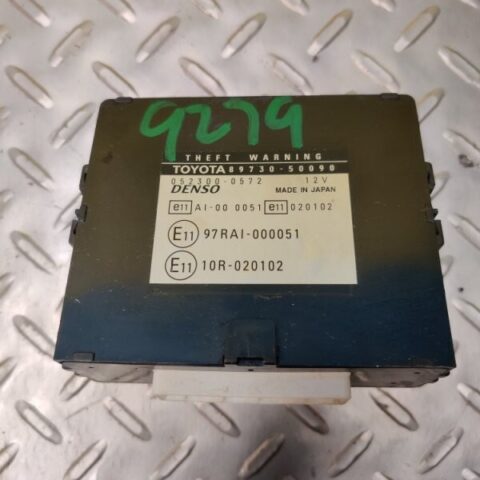 9279
THEFT WARNING
TOYOTA 89730-50090
052300-0572 12V
DENSO MADE IN JAPAN
e11 AI-00 0051 e11 020102
E11 97RAI-000051
E11 10R-020102